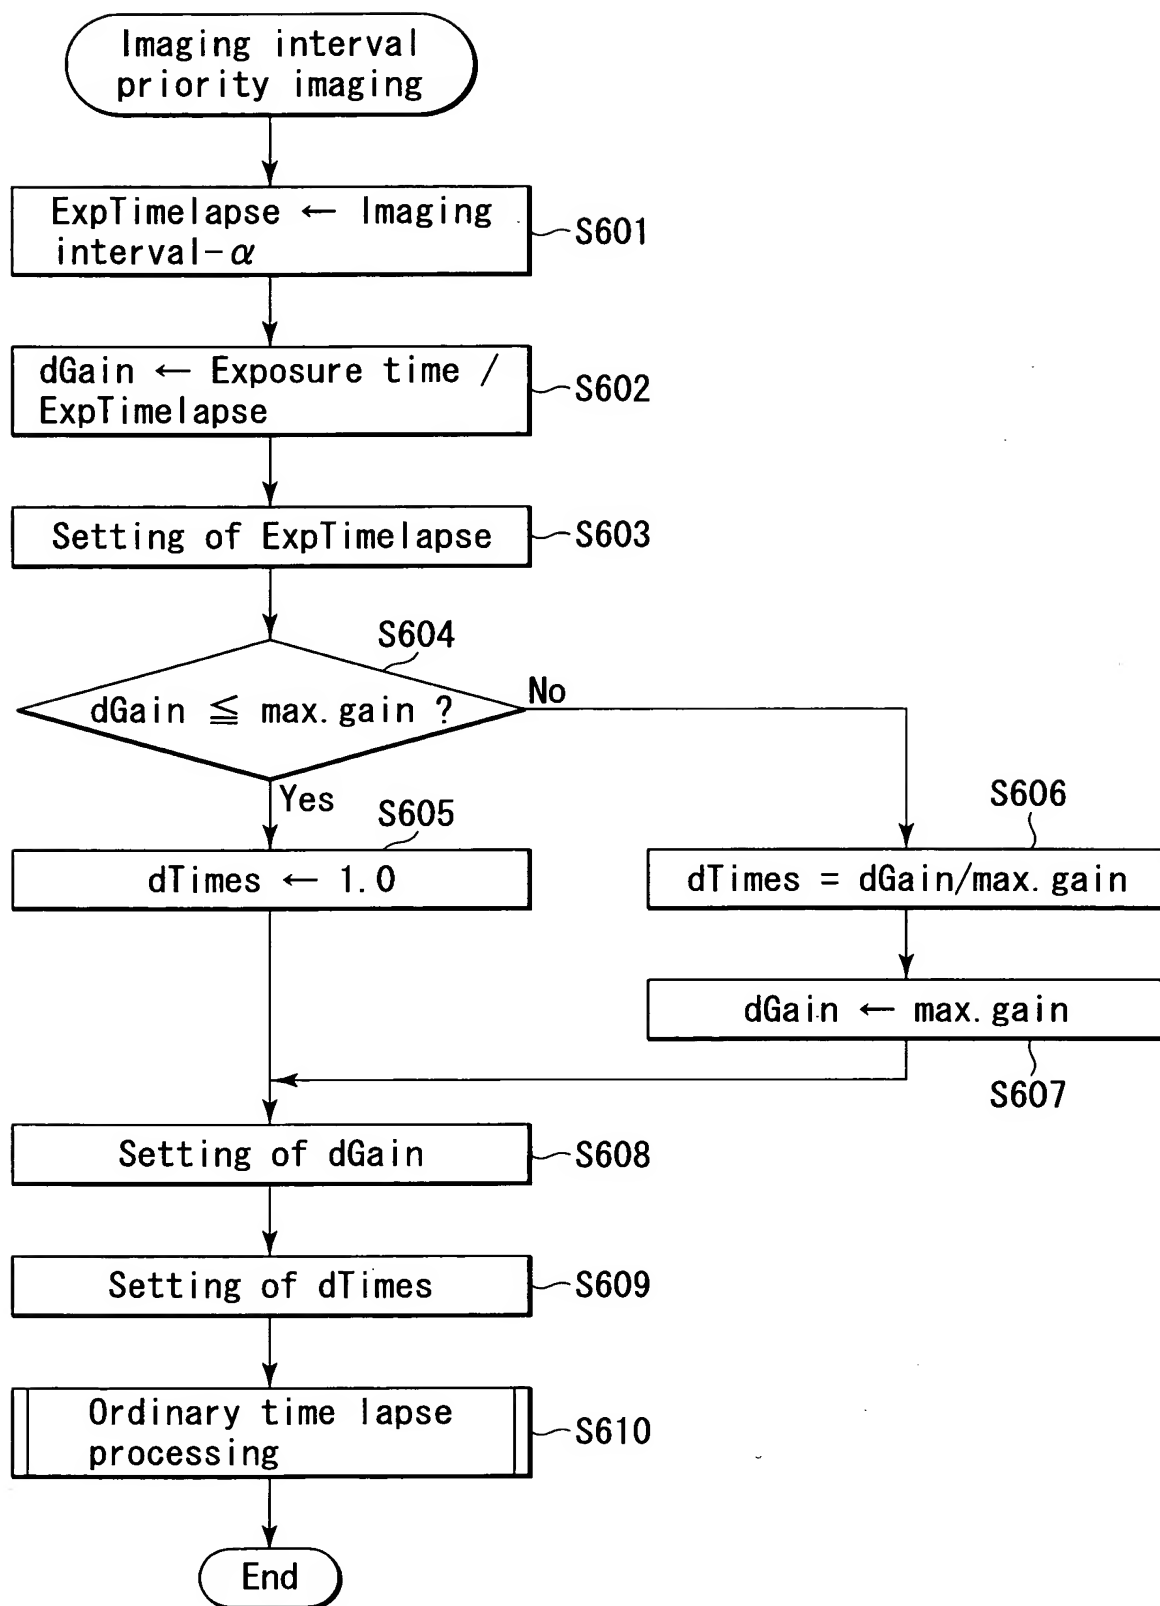 Imaging interval
priority imaging
ExpTimelapse ← Imaging
interval-α
S601
dGain ← Exposure time /
ExpTimelapse
S602
Setting of ExpTimelapse
S603
S604
dGain ≦ max.gain ?
No
Yes
S605
dTimes ← 1.0
S606
dTimes = dGain/max.gain
dGain ← max.gain
S607
Setting of dGain
S608
Setting of dTimes
S609
Ordinary time lapse
processing
S610
End